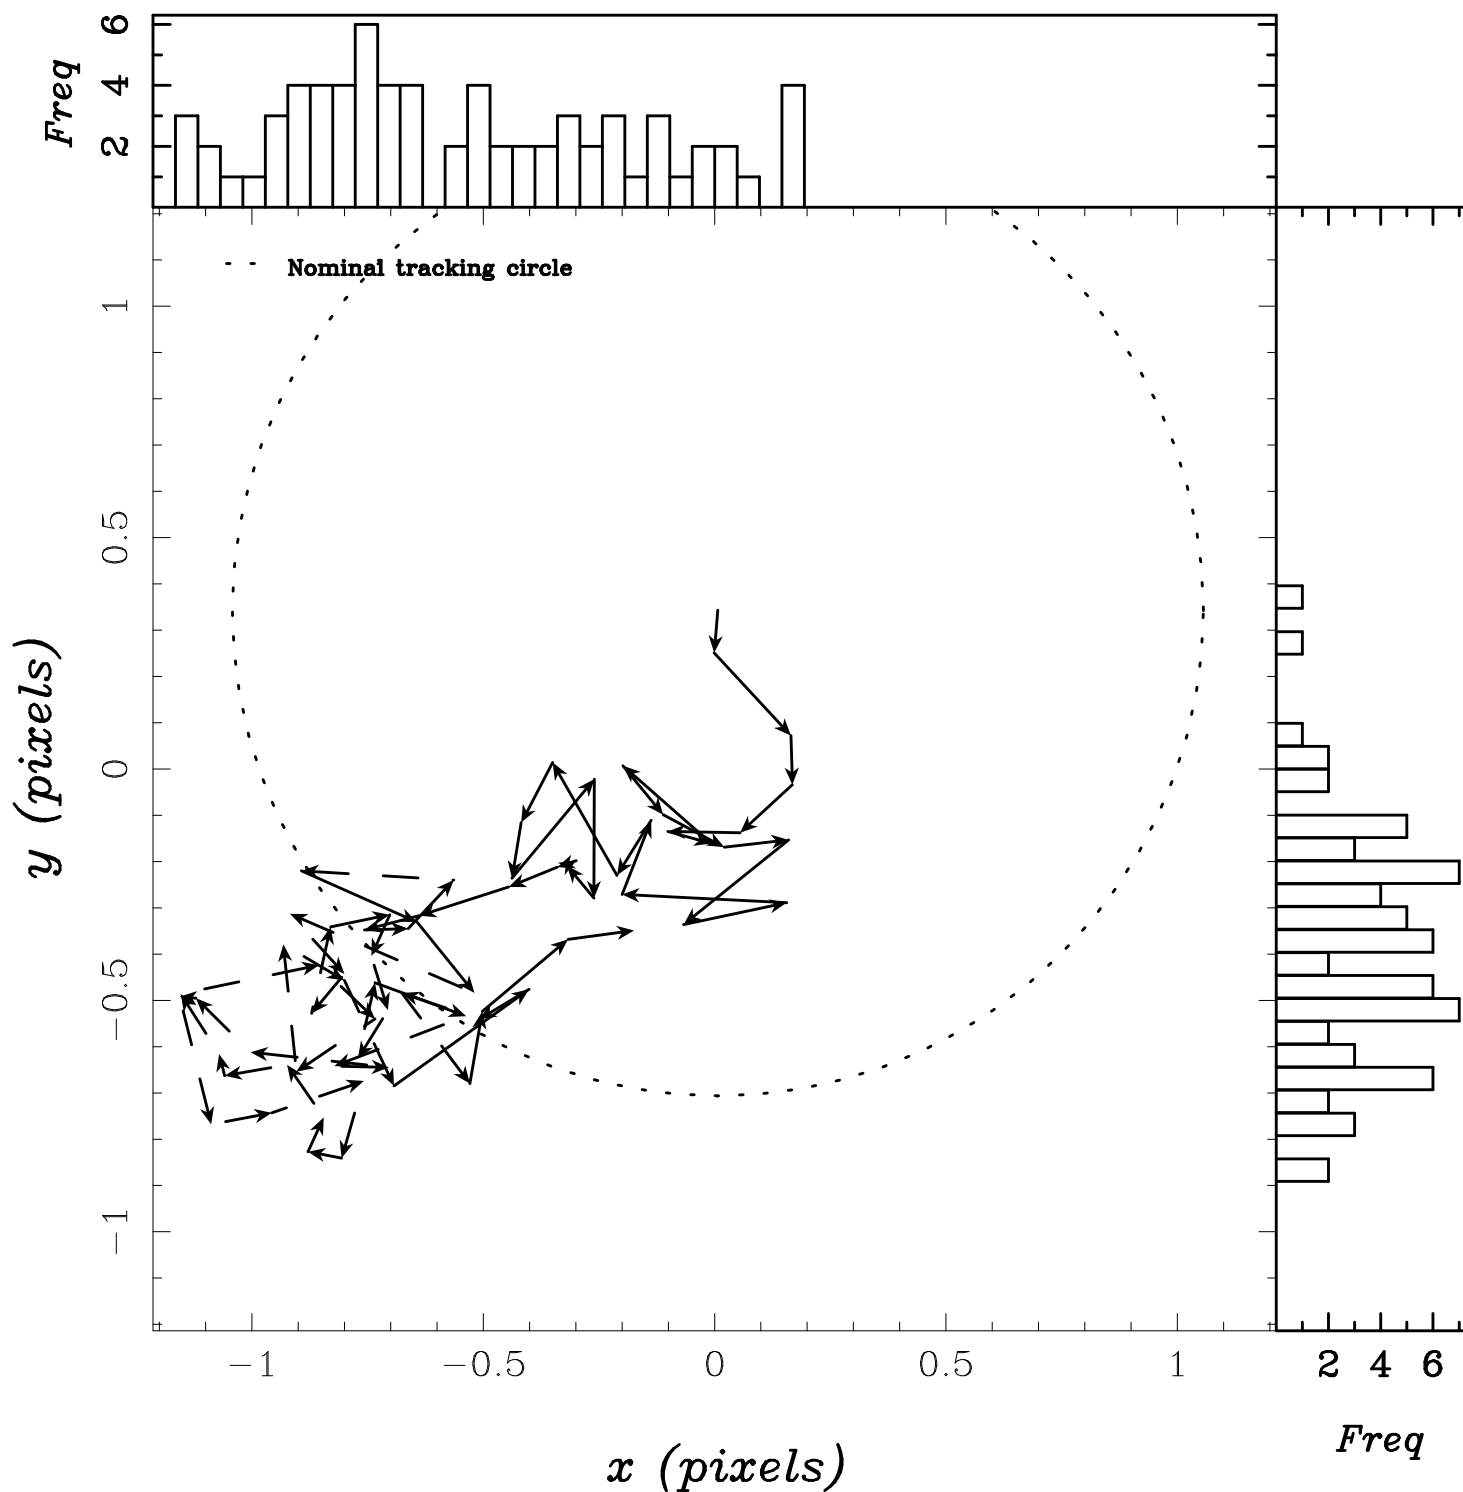 6
4
2
Freq
Nominal tracking circle
1
0.5
0
−0.5
−1
y (pixels)
−1 −0.5 0 0.5 1
2 4 6
x (pixels)
Freq